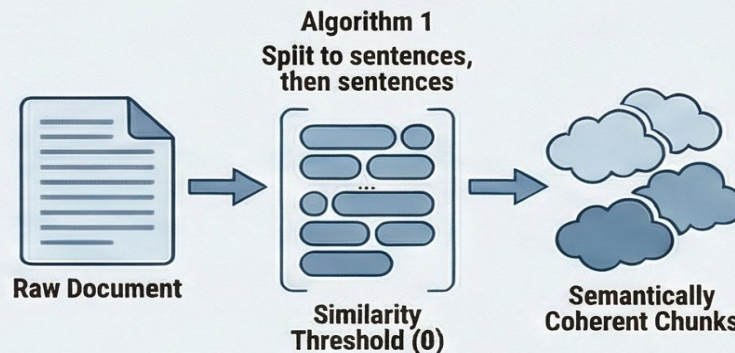 Algorithm 1
Spiit to sentences,
then sentences
...
Raw Document
Similarity
Threshold (0)
Semantically
Coherent Chunks